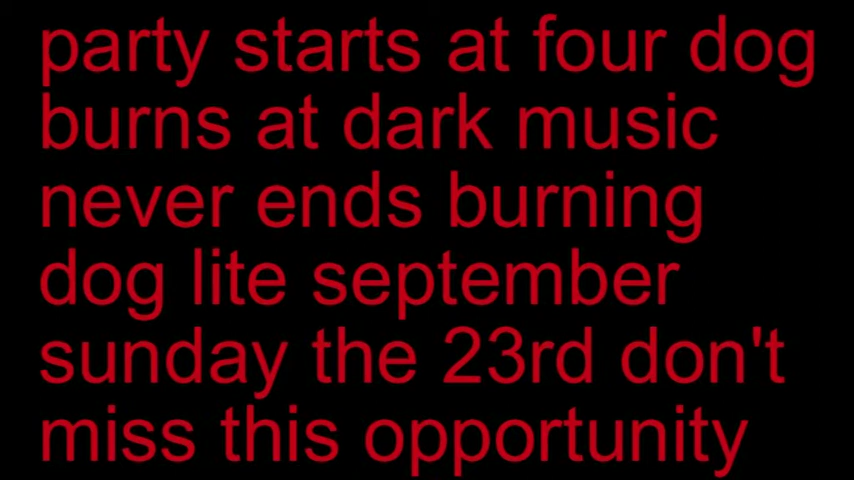 party starts at four dog
burns at dark music
never ends burning
dog lite september
sunday the 23rd don't
miss this opportunity